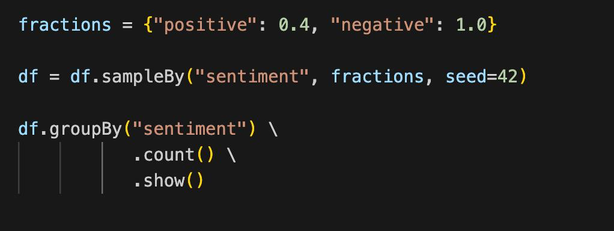 fractions = {"positive": 0.4, "negative": 1.0}
df = df.sampleBy("sentiment", fractions, seed=42)
df.groupBy("sentiment") \
.count() \
.show()